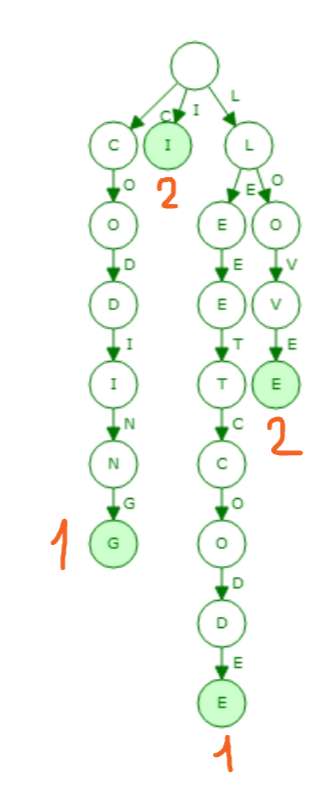 L
C I
C I L
O 2 E O
O E O
D E V
D E V
I T E
I T E
N C 2
N C
G O
1 G O
D
D
E
E
1